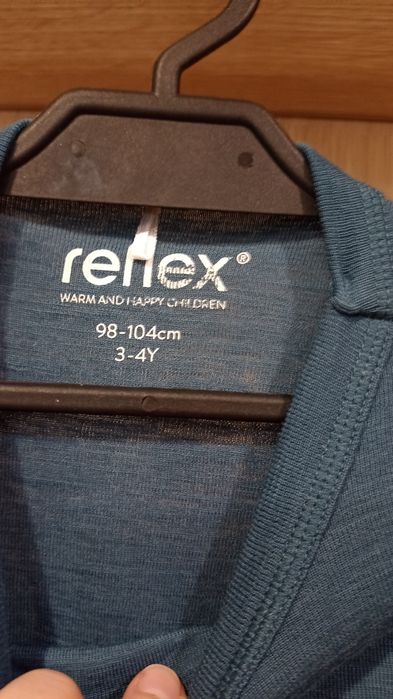 reflex®
WARM AND HAPPY CHILDREN
98-104cm
3-4Y